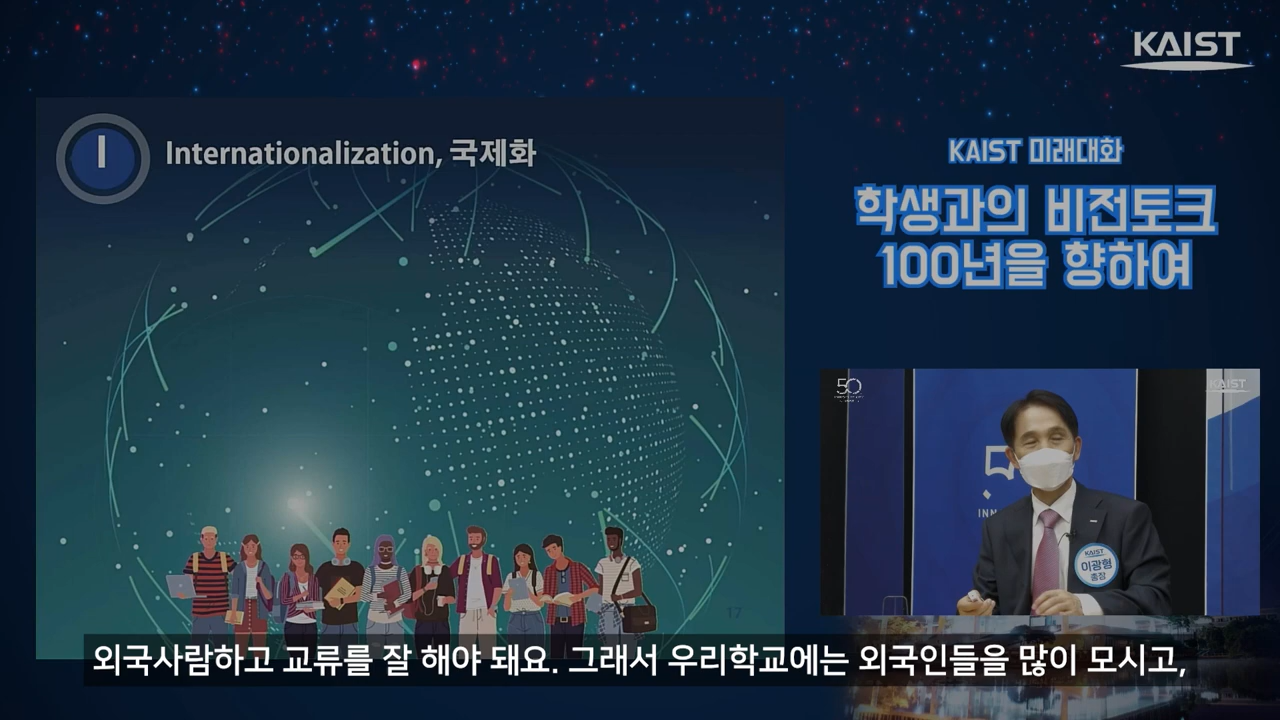 KAIST
I
Internationalization, 국제화
KAIST 미래대화
학생과의 비전토크
100년을 향하여
50
KAIST
INN
KAIST
이광형
총장
17
외국사람하고 교류를 잘 해야 돼요. 그래서 우리학교에는 외국인들을 많이 모시고,